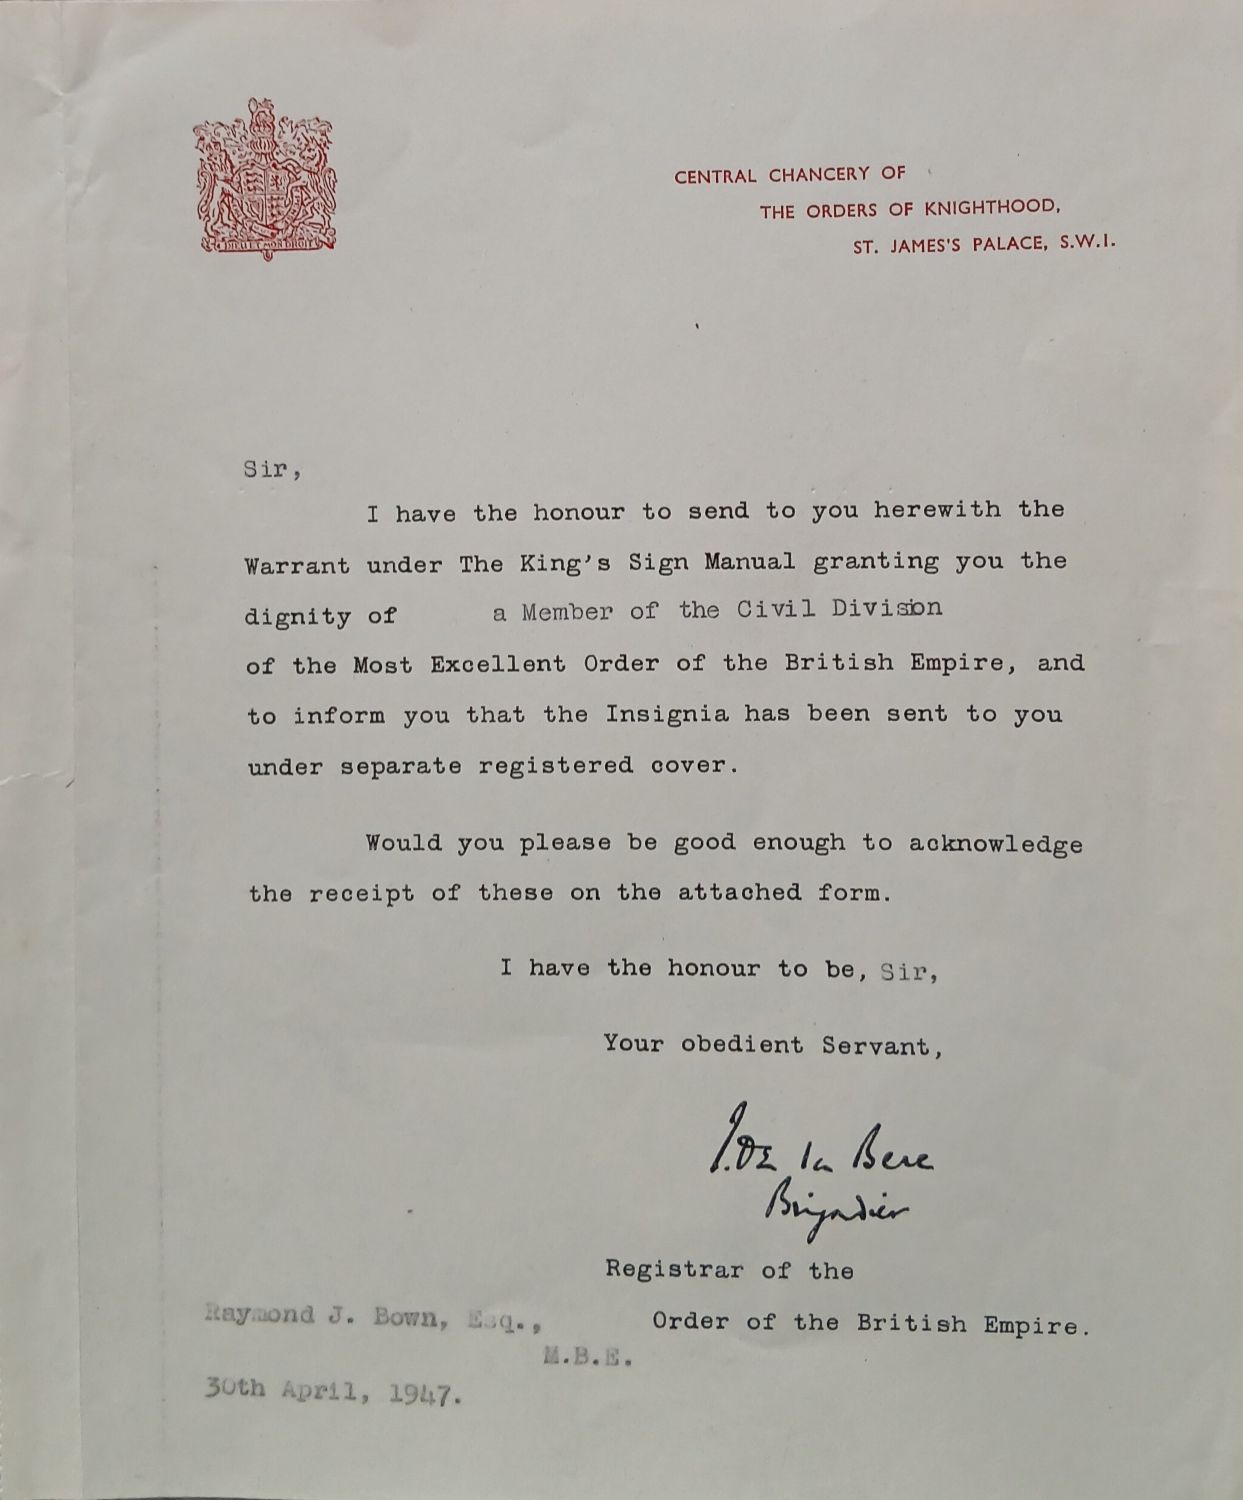 DIEU ET MON DROIT
CENTRAL CHANCERY OF
THE ORDERS OF KNIGHTHOOD,
ST. JAMES'S PALACE, S.W.1.
Sir,
I have the honour to send to you herewith the
Warrant under The King's Sign Manual granting you the
dignity of a Member of the Civil Division
of the Most Excellent Order of the British Empire, and
to inform you that the Insignia has been sent to you
under separate registered cover.
Would you please be good enough to acknowledge
the receipt of these on the attached form.
I have the honour to be, Sir,
Your obedient Servant,
I. De la Bere
Brigadier
Registrar of the
Order of the British Empire.
Raymond J. Bown, Esq.,
M.B.E.
30th April, 1947.